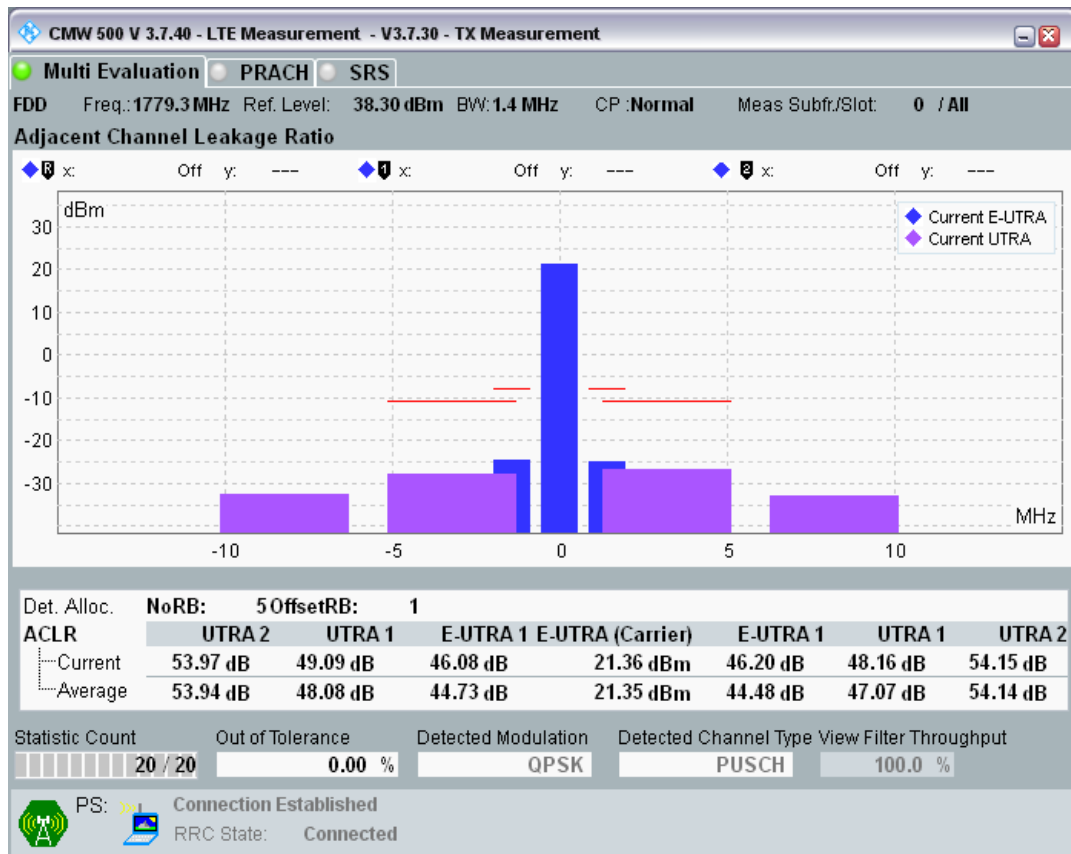 CMW 500 V 3.7.40 - LTE Measurement - V3.7.30 - TX Measurement
Multi Evaluation PRACH SRS
FDD Freq.:1779.3 MHz Ref. Level: 38.30 dBm BW:1.4 MHz CP :Normal Meas Subfr./Slot: 0 / All
Adjacent Channel Leakage Ratio
R x: Off y: --- 1 x: Off y: --- 2 x: Off y: ---
dBm
Current E-UTRA
Current UTRA
30
20
10
0
-10
-20
-30
MHz
-10 -5 0 5 10
Det. Alloc. NoRB: 5 OffsetRB: 1
ACLR UTRA 2 UTRA 1 E-UTRA 1 E-UTRA (Carrier) E-UTRA 1 UTRA 1 UTRA 2
Current 53.97 dB 49.09 dB 46.08 dB 21.36 dBm 46.20 dB 48.16 dB 54.15 dB
Average 53.94 dB 48.08 dB 44.73 dB 21.35 dBm 44.48 dB 47.07 dB 54.14 dB
Statistic Count Out of Tolerance Detected Modulation Detected Channel Type View Filter Throughput
20 / 20 0.00 % QPSK PUSCH 100.0 %
PS: Connection Established
RRC State: Connected